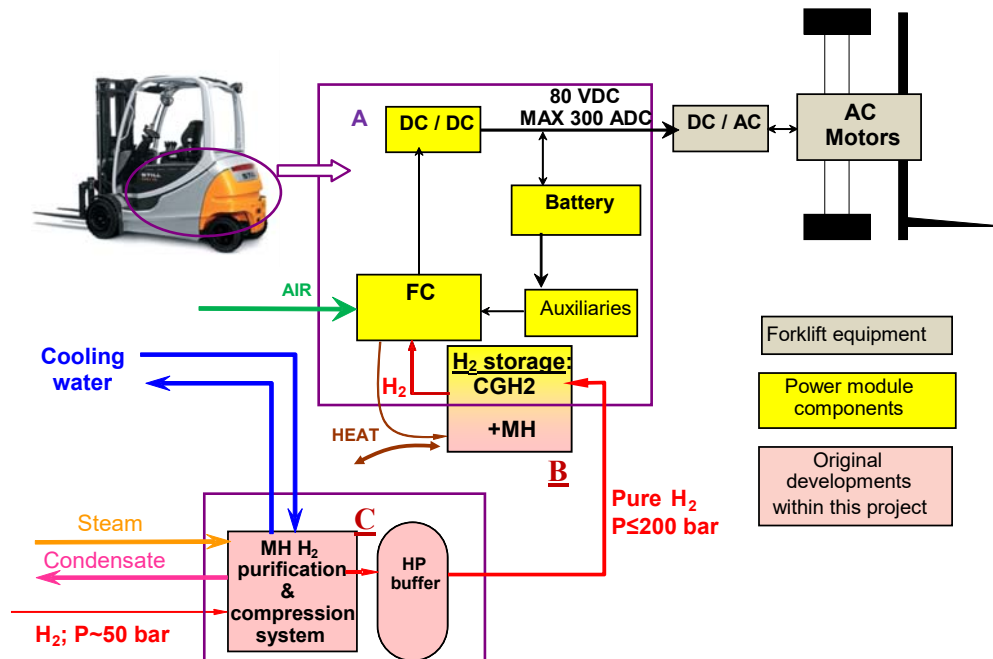 80 VDC
MAX 300 ADC
A
DC / DC
DC / AC
AC
Motors
Battery
STILL
AIR
FC
Auxiliaries
Forklift equipment
Cooling
water
H₂
H₂ storage:
CGH2
+MH
Power module
components
HEAT
B
Original
developments
within this project
Pure H₂
P≤200 bar
C
Steam
Condensate
MH H₂
purification
&
compression
system
HP
buffer
H₂; P~50 bar